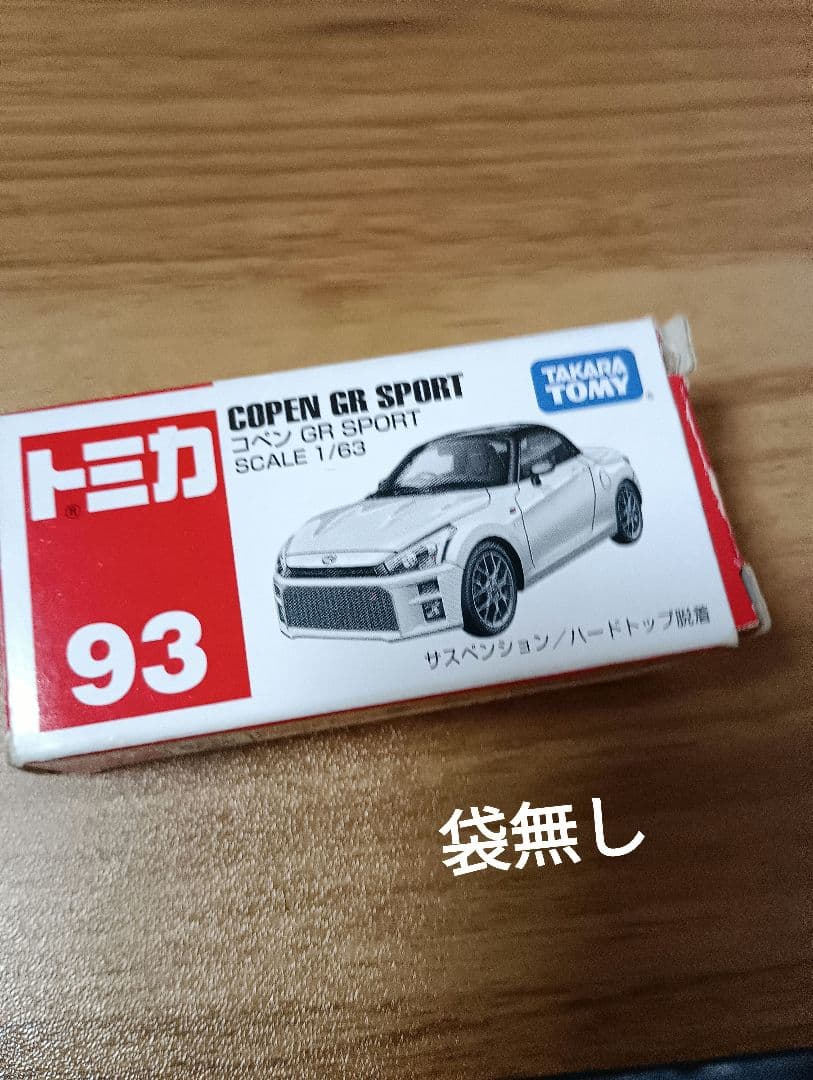 トミカ
®
93
COPEN GR SPORT
コペン GR SPORT
SCALE 1/63
TAKARA
TOMY
サスペンション/ハードトップ脱着
袋無し